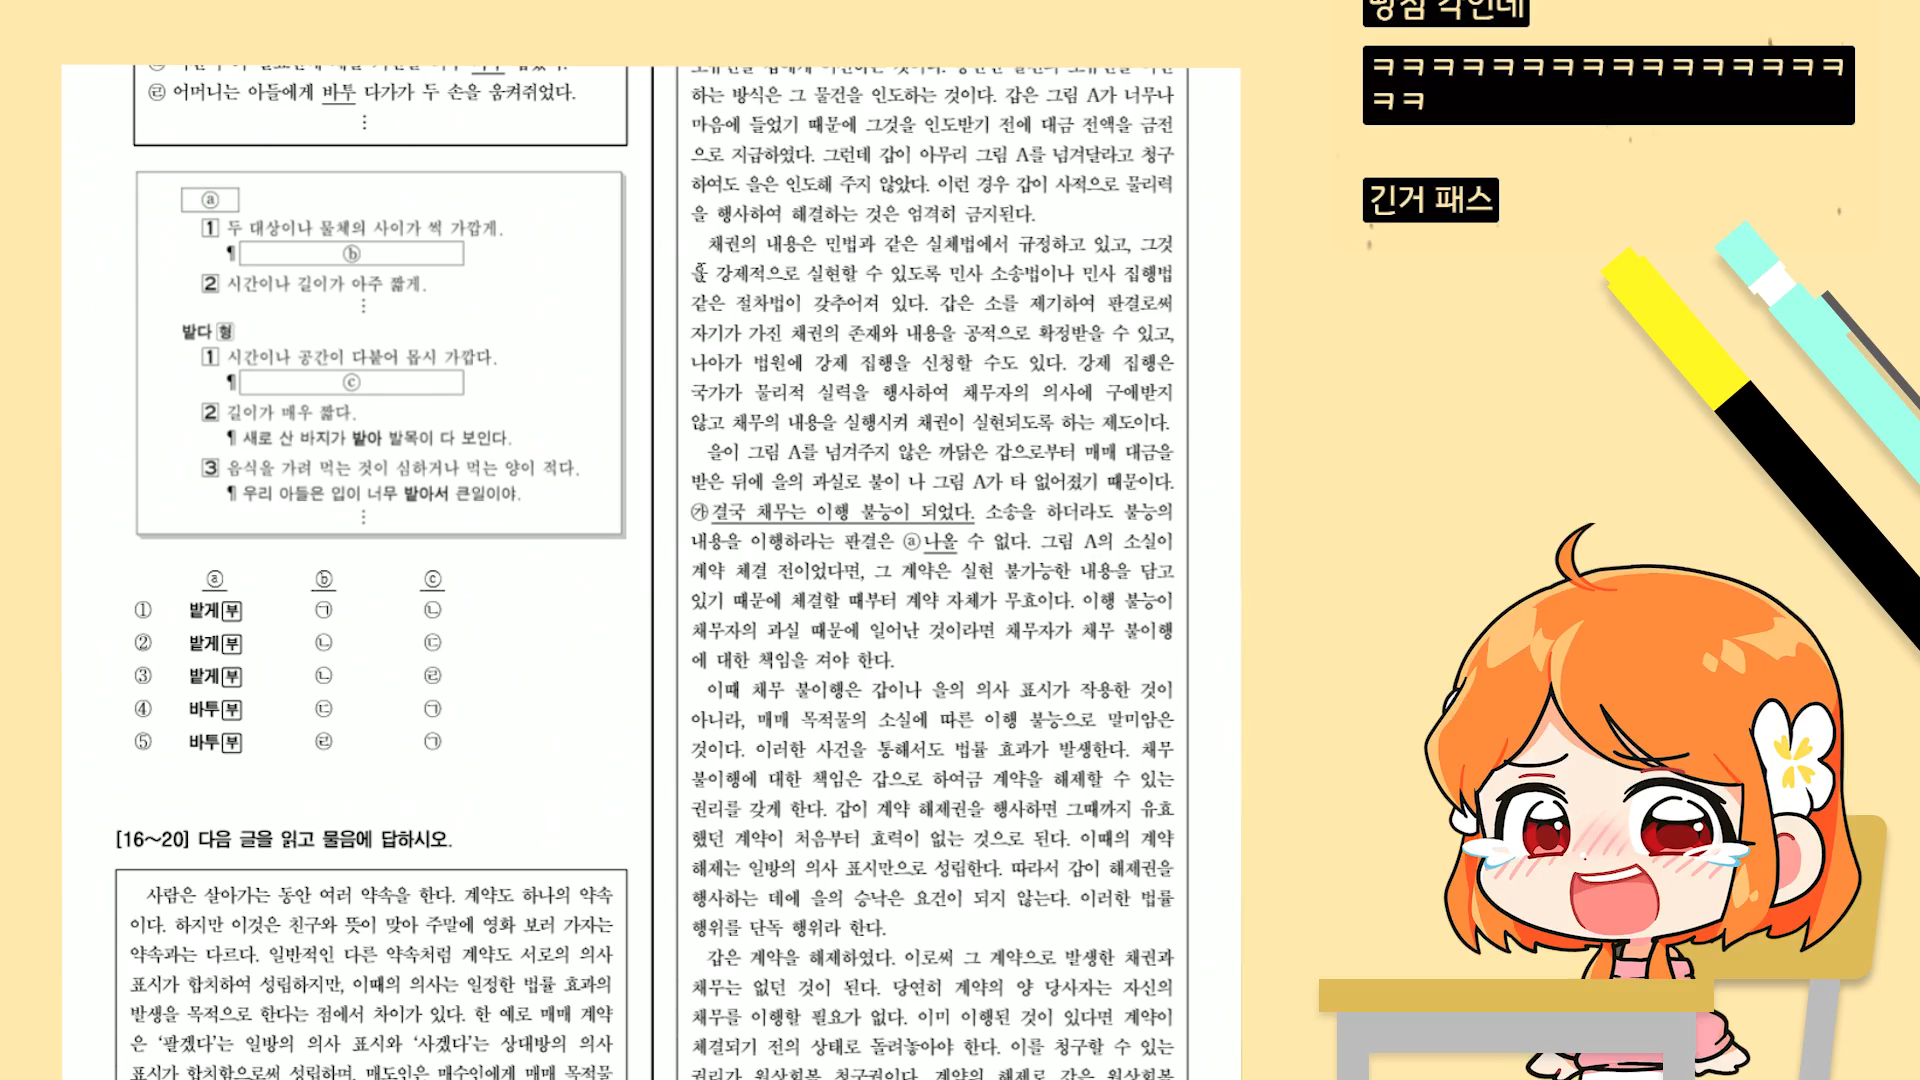 ㉣ 어머니는 아들에게 바투 다가가 두 손을 움켜쥐었다.
⋮
ⓐ
1 두 대상이나 물체의 사이가 썩 가깝게.
¶ ⓑ
2 시간이나 길이가 아주 짧게.
⋮
밭다 형
1 시간이나 공간이 다붙어 몹시 가깝다.
¶ ⓒ
2 길이가 매우 짧다.
¶ 새로 산 바지가 밭아 발목이 다 보인다.
3 음식을 가려 먹는 것이 심하거나 먹는 양이 적다.
¶ 우리 아들은 입이 너무 밭아서 큰일이야.
⋮
ⓐ ⓑ ⓒ
① 밭게부 ㉠ ㉡
② 밭게부 ㉡ ㉢
③ 밭게부 ㉡ ㉣
④ 바투부 ㉢ ㉠
⑤ 바투부 ㉣ ㉠
[16～20] 다음 글을 읽고 물음에 답하시오.
사람은 살아가는 동안 여러 약속을 한다. 계약도 하나의 약속
이다. 하지만 이것은 친구와 뜻이 맞아 주말에 영화 보러 가자는
약속과는 다르다. 일반적인 다른 약속처럼 계약도 서로의 의사
표시가 합치하여 성립하지만, 이때의 의사는 일정한 법률 효과의
발생을 목적으로 한다는 점에서 차이가 있다. 한 예로 매매 계약
은 ‘팔겠다’는 일방의 의사 표시와 ‘사겠다’는 상대방의 의사
표시가 합치함으로써 성립하며, 매도인은 매수인에게 매매 목적물
하는 방식은 그 물건을 인도하는 것이다. 갑은 그림 A가 너무나
마음에 들었기 때문에 그것을 인도받기 전에 대금 전액을 금전
으로 지급하였다. 그런데 갑이 아무리 그림 A를 넘겨달라고 청구
하여도 을은 인도해 주지 않았다. 이런 경우 갑이 사적으로 물리력
을 행사하여 해결하는 것은 엄격히 금지된다.
채권의 내용은 민법과 같은 실체법에서 규정하고 있고, 그것
을 강제적으로 실현할 수 있도록 민사 소송법이나 민사 집행법
같은 절차법이 갖추어져 있다. 갑은 소를 제기하여 판결로써
자기가 가진 채권의 존재와 내용을 공적으로 확정받을 수 있고,
나아가 법원에 강제 집행을 신청할 수도 있다. 강제 집행은
국가가 물리적 실력을 행사하여 채무자의 의사에 구애받지
않고 채무의 내용을 실행시켜 채권이 실현되도록 하는 제도이다.
을이 그림 A를 넘겨주지 않은 까닭은 갑으로부터 매매 대금을
받은 뒤에 을의 과실로 불이 나 그림 A가 타 없어졌기 때문이다.
㉮결국 채무는 이행 불능이 되었다. 소송을 하더라도 불능의
내용을 이행하라는 판결은 ⓐ나올 수 없다. 그림 A의 소실이
계약 체결 전이었다면, 그 계약은 실현 불가능한 내용을 담고
있기 때문에 체결할 때부터 계약 자체가 무효이다. 이행 불능이
채무자의 과실 때문에 일어난 것이라면 채무자가 채무 불이행
에 대한 책임을 져야 한다.
이때 채무 불이행은 갑이나 을의 의사 표시가 작용한 것이
아니라, 매매 목적물의 소실에 따른 이행 불능으로 말미암은
것이다. 이러한 사건을 통해서도 법률 효과가 발생한다. 채무
불이행에 대한 책임은 갑으로 하여금 계약을 해제할 수 있는
권리를 갖게 한다. 갑이 계약 해제권을 행사하면 그때까지 유효
했던 계약이 처음부터 효력이 없는 것으로 된다. 이때의 계약
해제는 일방의 의사 표시만으로 성립한다. 따라서 갑이 해제권을
행사하는 데에 을의 승낙은 요건이 되지 않는다. 이러한 법률
행위를 단독 행위라 한다.
갑은 계약을 해제하였다. 이로써 그 계약으로 발생한 채권과
채무는 없던 것이 된다. 당연히 계약의 양 당사자는 자신의
채무를 이행할 필요가 없다. 이미 이행된 것이 있다면 계약이
체결되기 전의 상태로 돌려놓아야 한다. 이를 청구할 수 있는
권리가 원상회복 청구권이다. 계약의 해제로 갑은 원상회복
빵점 각인데
ㅋㅋㅋㅋㅋㅋㅋㅋㅋㅋㅋㅋㅋㅋㅋㅋ
ㅋㅋ
긴거 패스